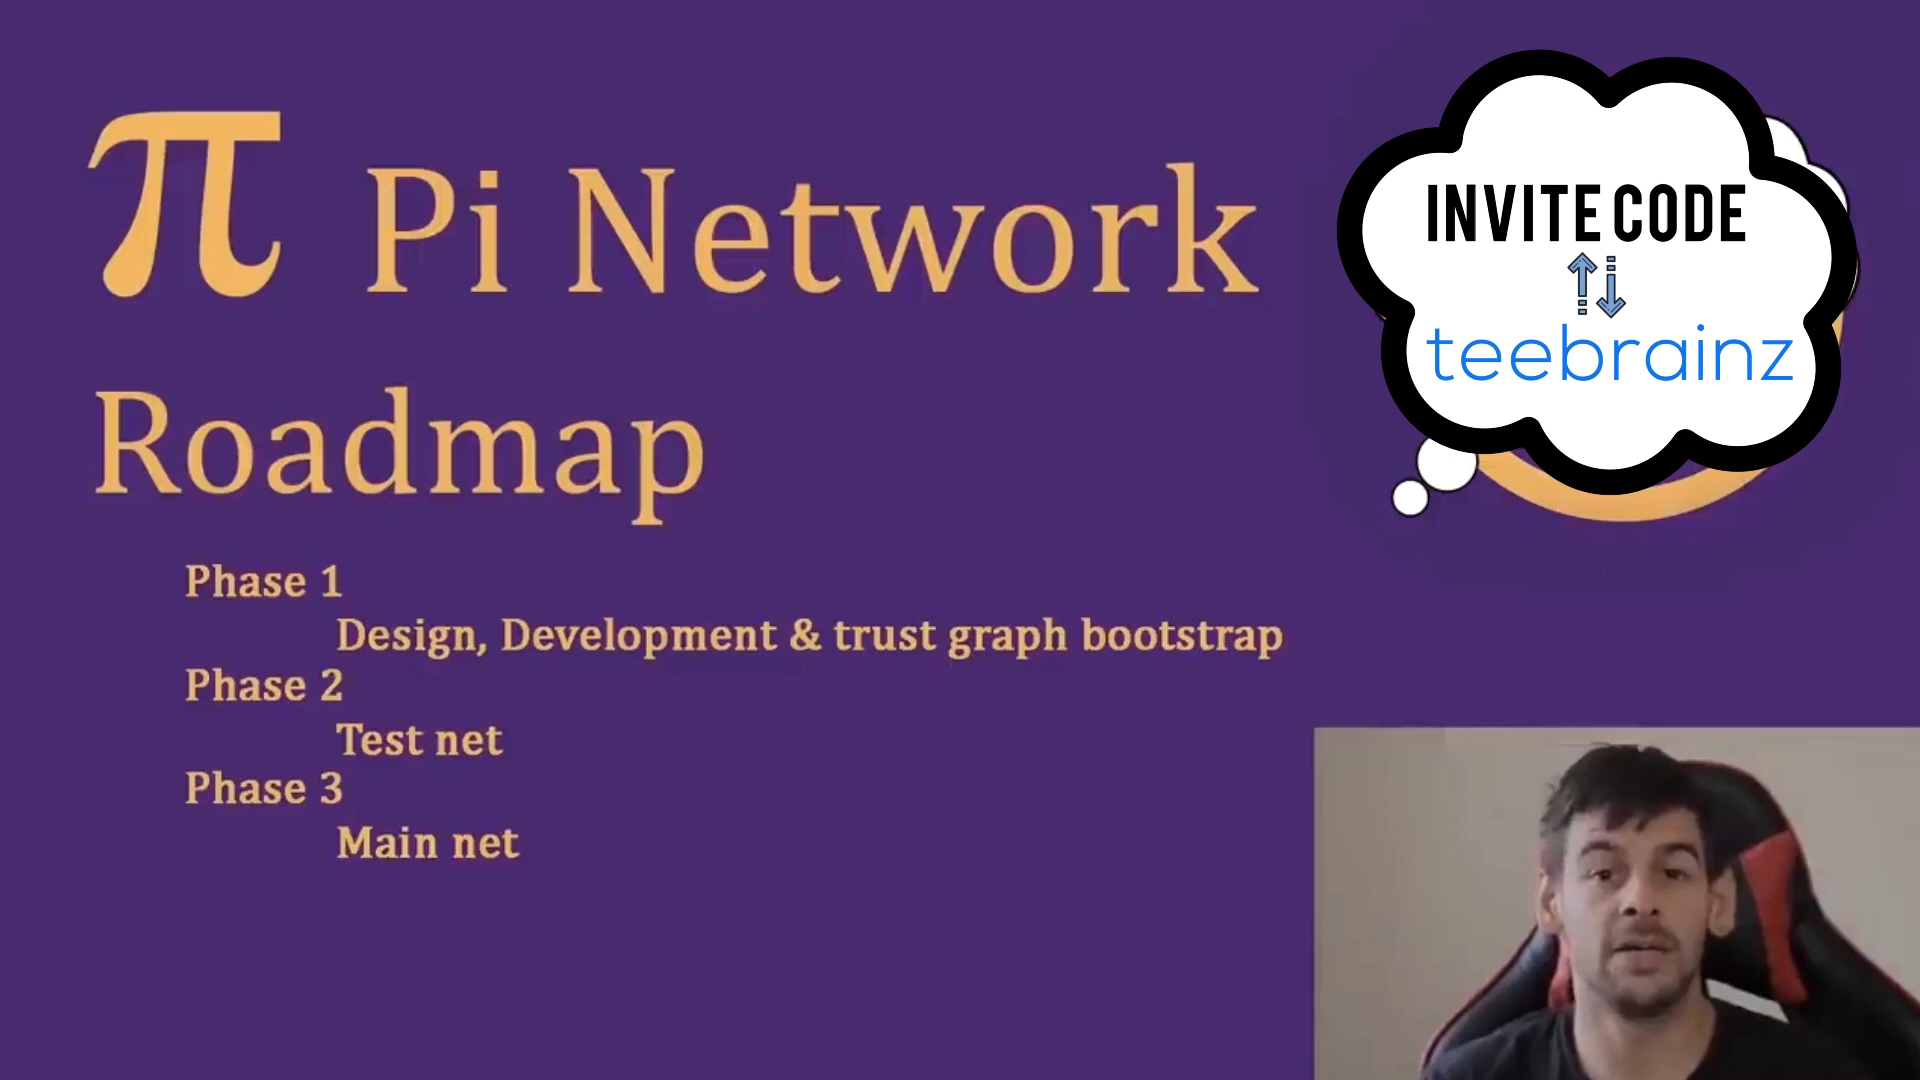 π Pi Network
Roadmap
Phase 1
Design, Development & trust graph bootstrap
Phase 2
Test net
Phase 3
Main net
INVITE CODE
teebrainz